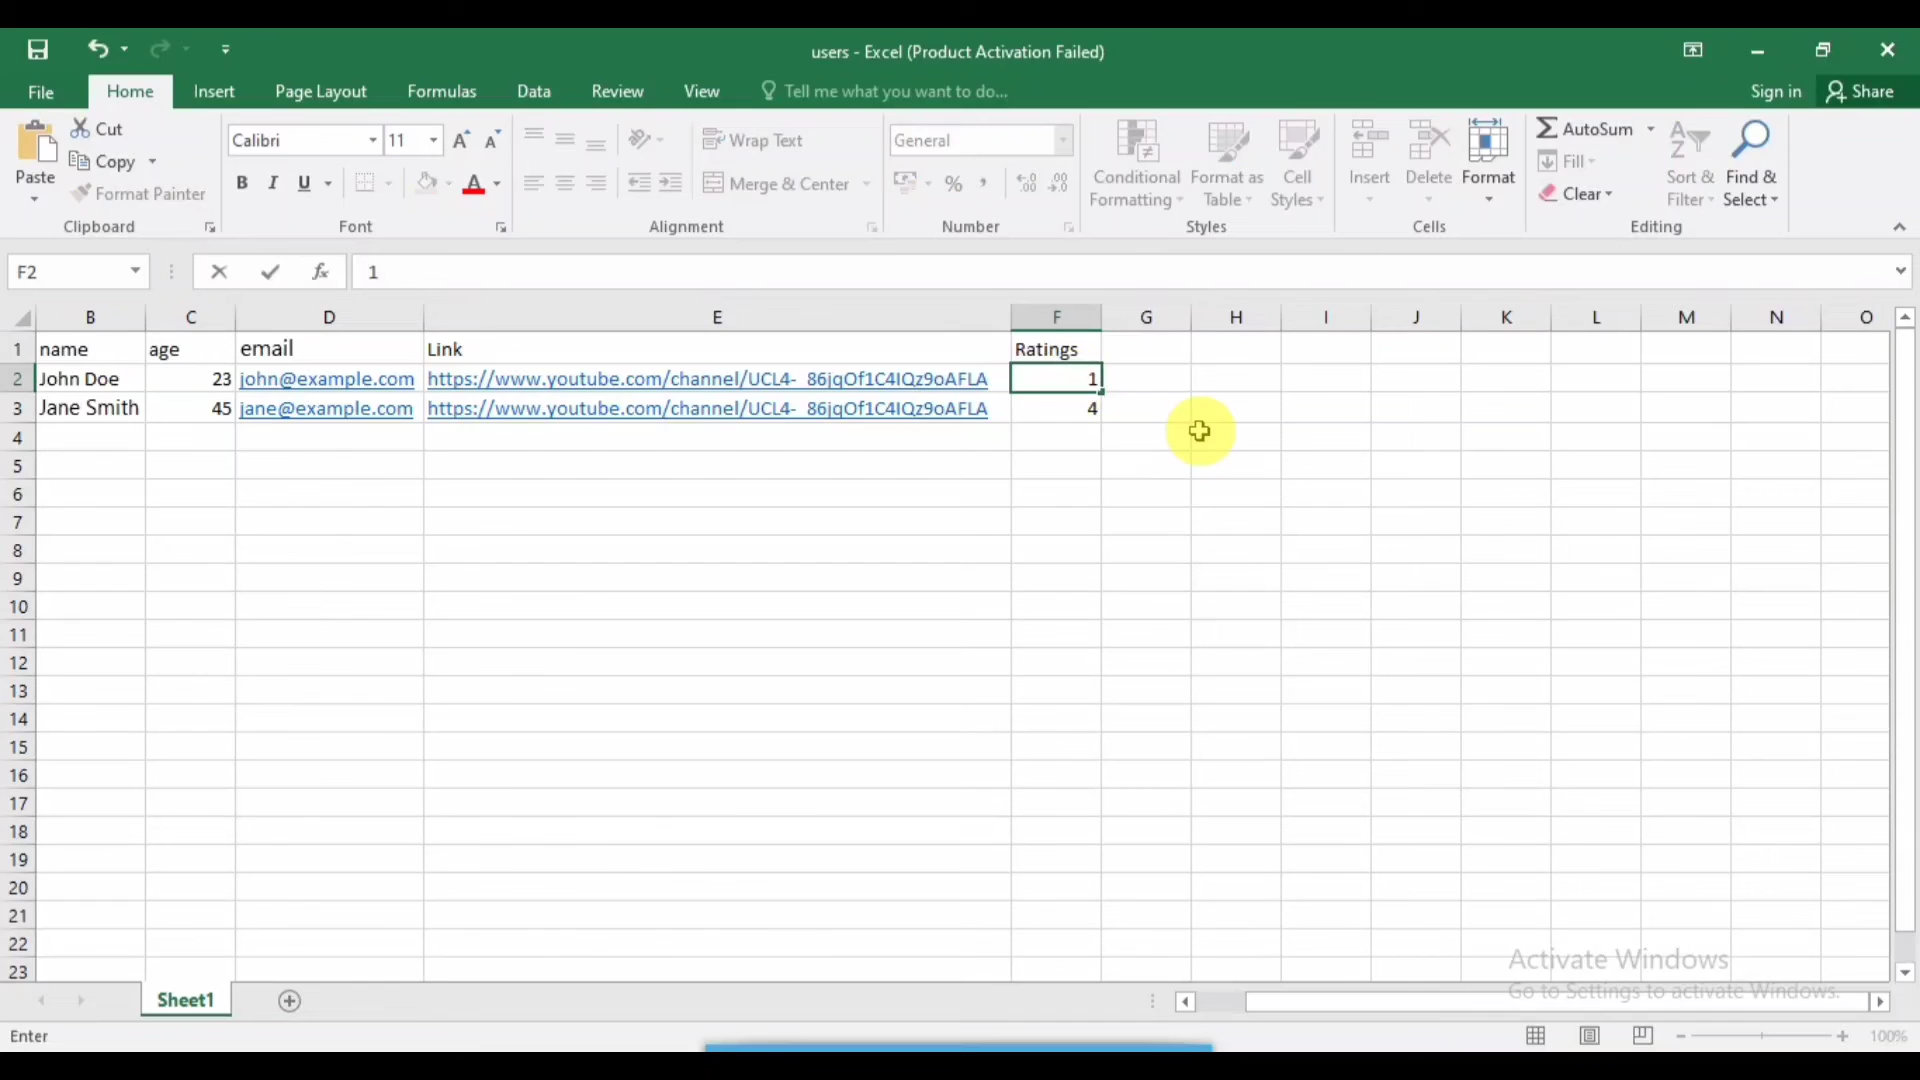 users - Excel (Product Activation Failed)
File Home Insert Page Layout Formulas Data Review View Tell me what you want to do... Sign in Share
Paste Cut Copy Format Painter Clipboard
Calibri 11 A A B I U A Font
Wrap Text Merge & Center Alignment
General % , .00 Number
Conditional Formatting Format as Table Cell Styles Styles
Insert Delete Format Cells
AutoSum Fill Clear Sort & Filter Find & Select Editing
F2 fx 1
B C D E F G H I J K L M N O
1 name age email Link Ratings
2 John Doe 23 john@example.com https://www.youtube.com/channel/UCL4-_86jqOf1C4IQz9oAFLA 1
3 Jane Smith 45 jane@example.com https://www.youtube.com/channel/UCL4-_86jqOf1C4IQz9oAFLA 4
4
5
6
7
8
9
10
11
12
13
14
15
16
17
18
19
20
21
22
23
Activate Windows
Go to Settings to activate Windows.
Sheet1
Enter 100%